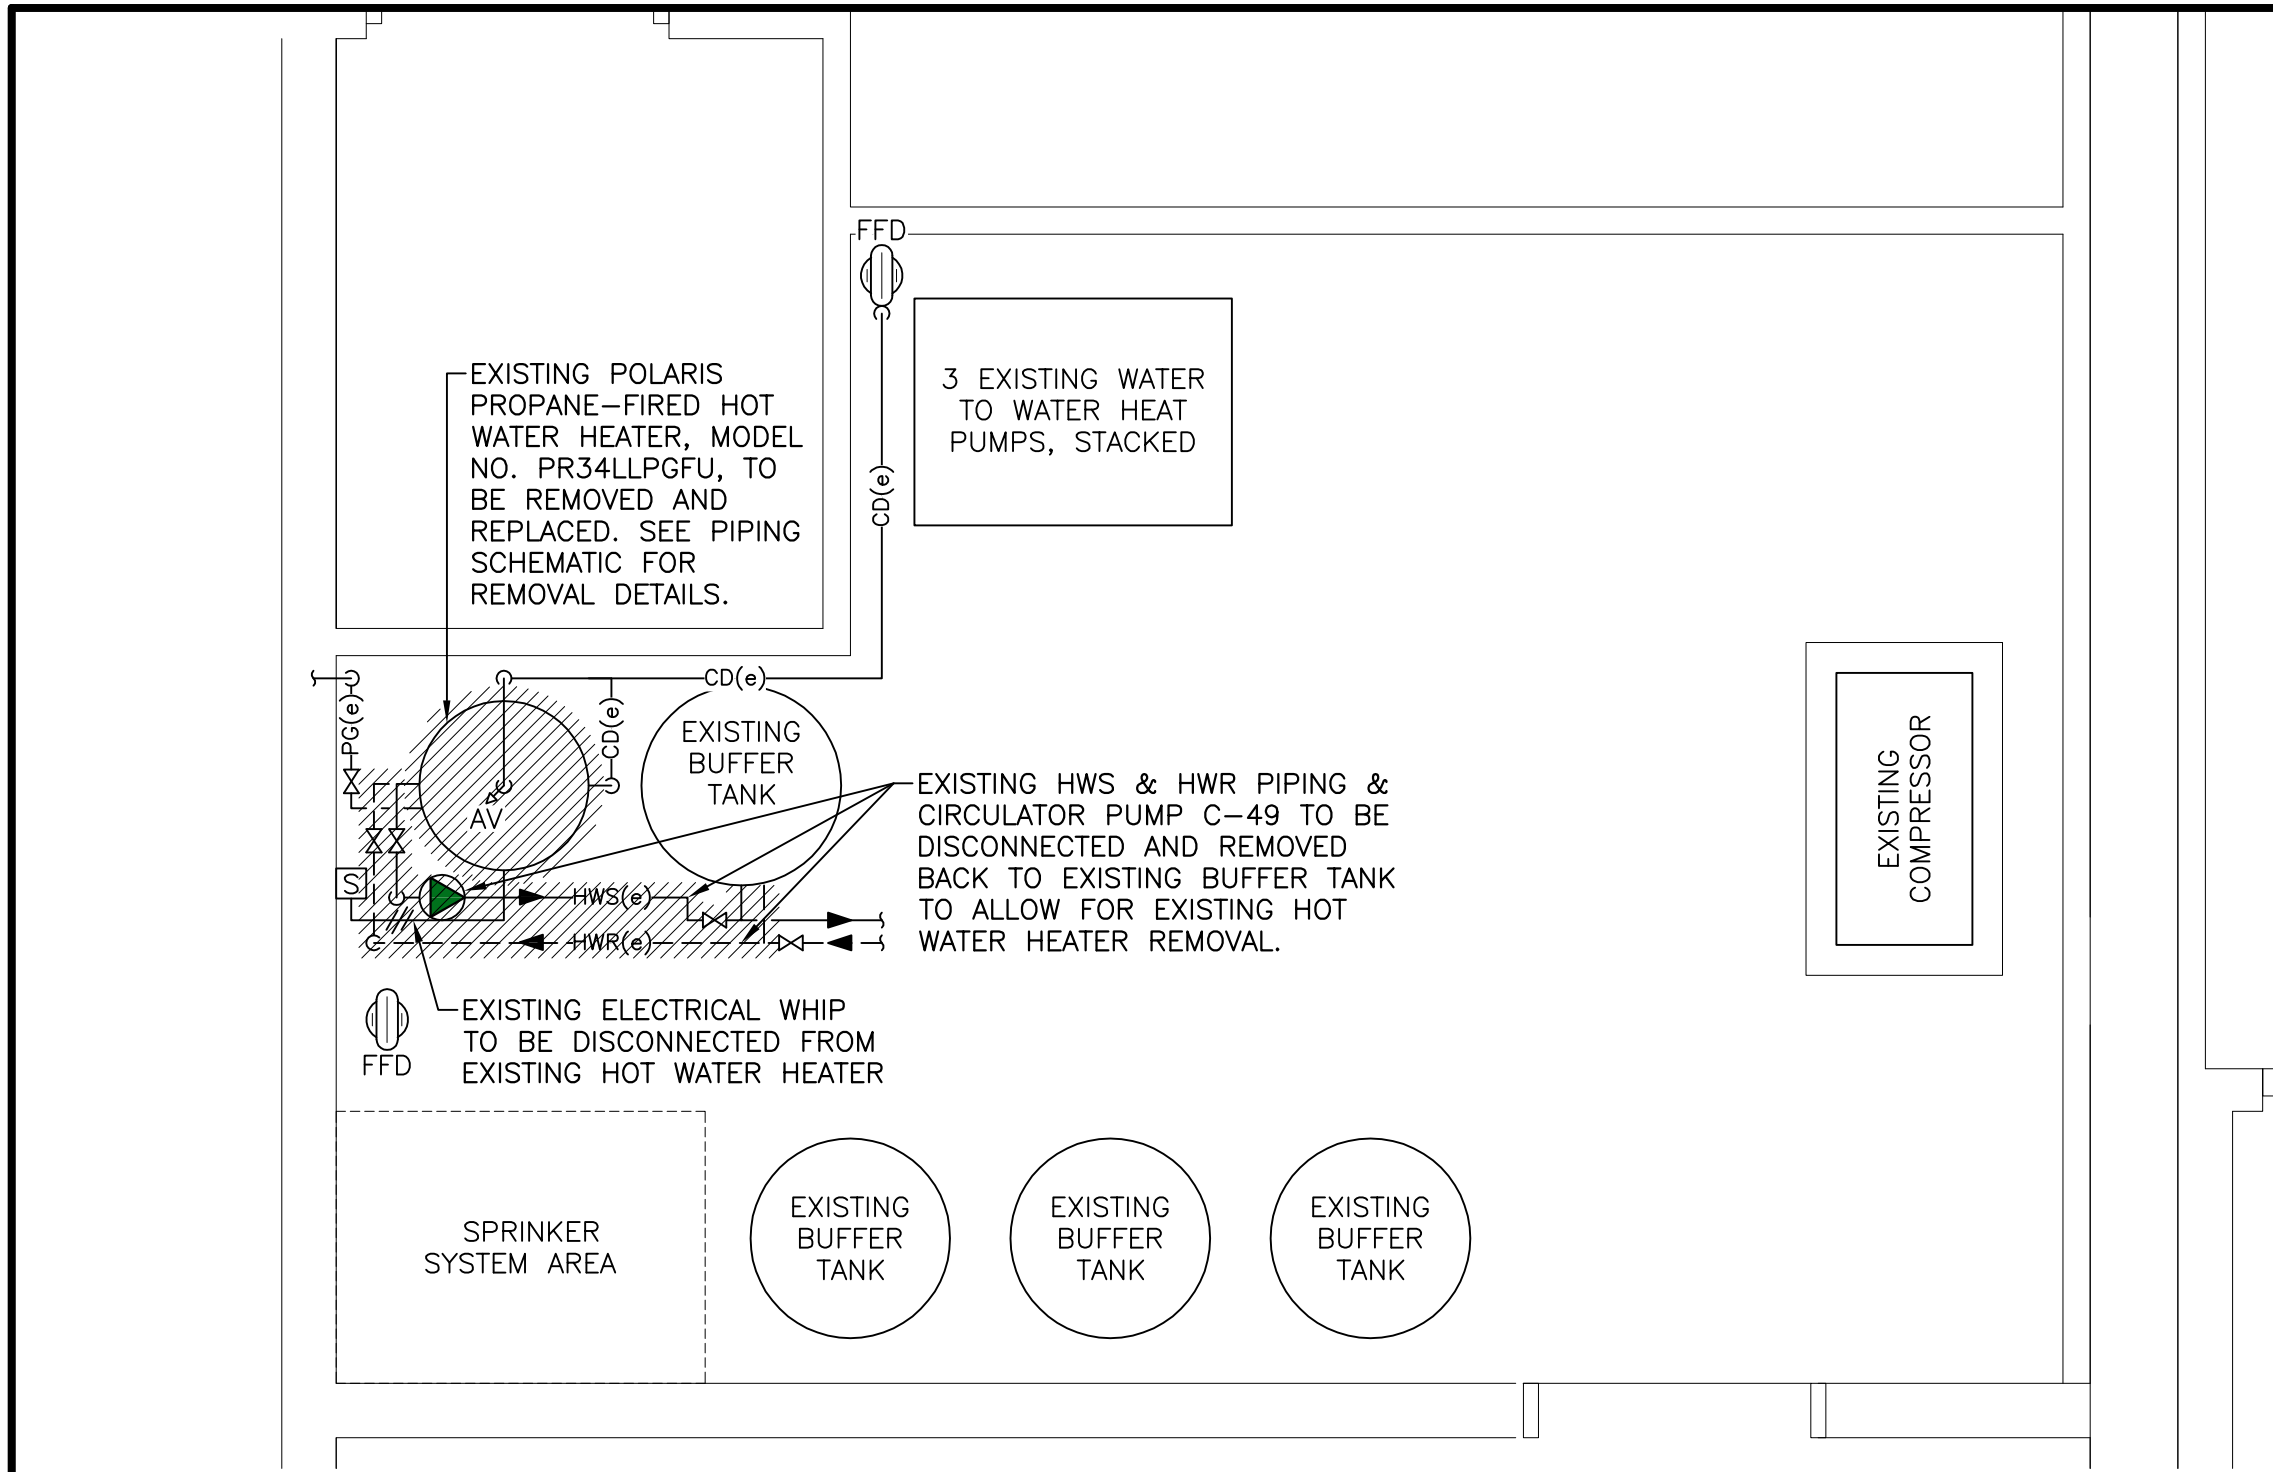 FFD
3 EXISTING WATER
TO WATER HEAT
PUMPS, STACKED
EXISTING POLARIS
PROPANE-FIRED HOT
WATER HEATER, MODEL
NO. PR34LLPGFU, TO
BE REMOVED AND
REPLACED. SEE PIPING
SCHEMATIC FOR
REMOVAL DETAILS.
CD(e)
CD(e)
CD(e)
PG(e)
EXISTING
BUFFER
TANK
AV
S
HWS(e)
HWR(e)
EXISTING HWS & HWR PIPING &
CIRCULATOR PUMP C-49 TO BE
DISCONNECTED AND REMOVED
BACK TO EXISTING BUFFER TANK
TO ALLOW FOR EXISTING HOT
WATER HEATER REMOVAL.
EXISTING
COMPRESSOR
FFD
EXISTING ELECTRICAL WHIP
TO BE DISCONNECTED FROM
EXISTING HOT WATER HEATER
SPRINKER
SYSTEM AREA
EXISTING
BUFFER
TANK
EXISTING
BUFFER
TANK
EXISTING
BUFFER
TANK